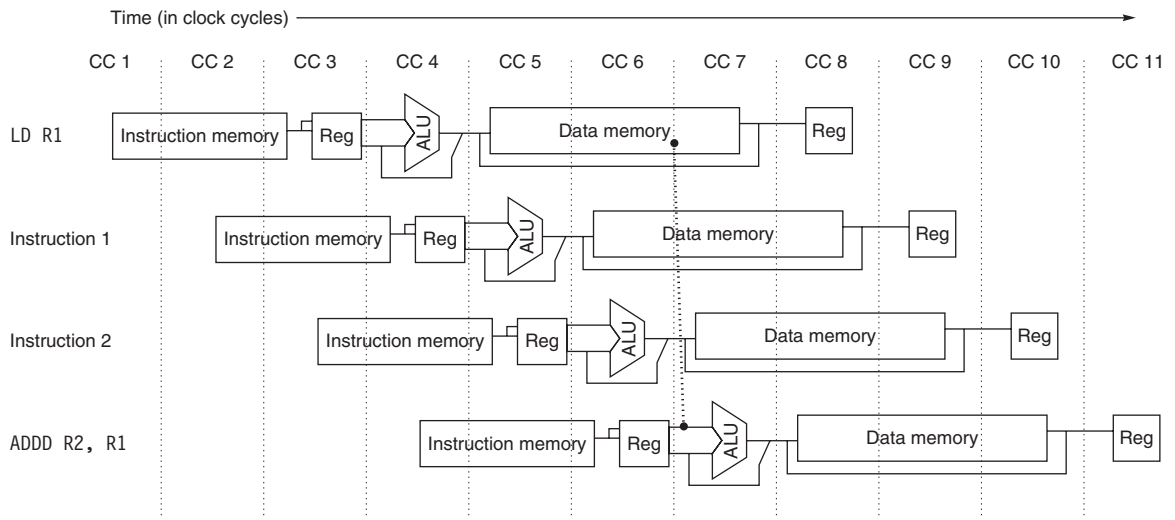 Time (in clock cycles)
CC 1 CC 2 CC 3 CC 4 CC 5 CC 6 CC 7 CC 8 CC 9 CC 10 CC 11
LD R1 Instruction memory Reg ALU Data memory Reg
Instruction 1 Instruction memory Reg ALU Data memory Reg
Instruction 2 Instruction memory Reg ALU Data memory Reg
ADDD R2, R1 Instruction memory Reg ALU Data memory Reg